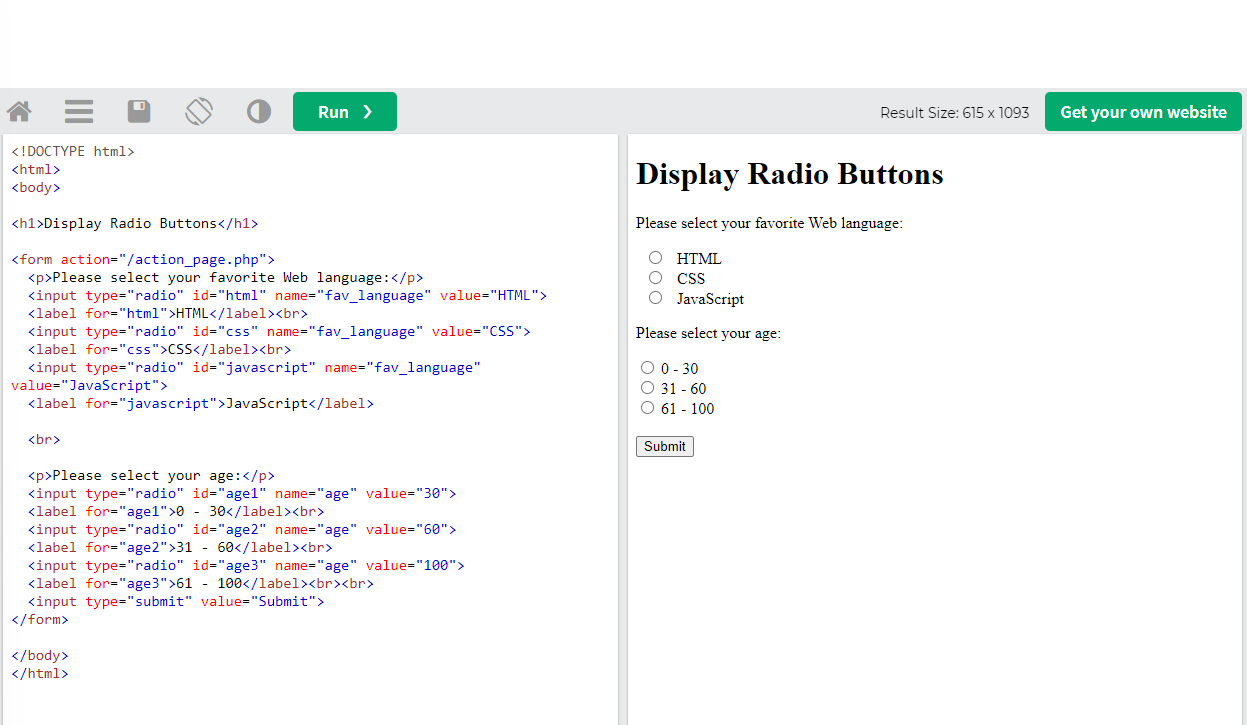 Run ❯
Result Size: 615 x 1093
Get your own website
<!DOCTYPE html>
<html>
<body>
<h1>Display Radio Buttons</h1>
<form action="/action_page.php">
<p>Please select your favorite Web language:</p>
<input type="radio" id="html" name="fav_language" value="HTML">
<label for="html">HTML</label><br>
<input type="radio" id="css" name="fav_language" value="CSS">
<label for="css">CSS</label><br>
<input type="radio" id="javascript" name="fav_language"
value="JavaScript">
<label for="javascript">JavaScript</label>
<br>
<p>Please select your age:</p>
<input type="radio" id="age1" name="age" value="30">
<label for="age1">0 - 30</label><br>
<input type="radio" id="age2" name="age" value="60">
<label for="age2">31 - 60</label><br>
<input type="radio" id="age3" name="age" value="100">
<label for="age3">61 - 100</label><br><br>
<input type="submit" value="Submit">
</form>
</body>
</html>
Display Radio Buttons
Please select your favorite Web language:
HTML
CSS
JavaScript
Please select your age:
0 - 30
31 - 60
61 - 100
Submit